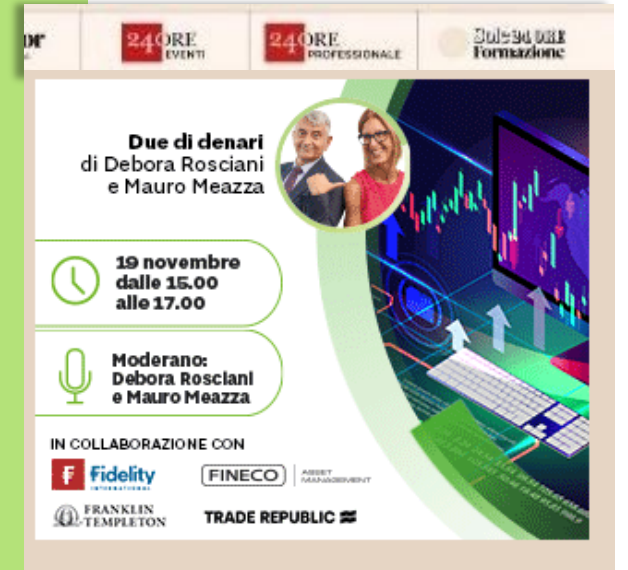 or
24 ORE
EVENTI
24 ORE
PROFESSIONALE
Sole 24 ORE
Formazione
Due di denari
di Debora Rosciani
e Mauro Meazza
19 novembre
dalle 15.00
alle 17.00
Moderano:
Debora Rosciani
e Mauro Meazza
IN COLLABORAZIONE CON
Fidelity
INTERNATIONAL
FINECO
ASSET
MANAGEMENT
FRANKLIN
TEMPLETON
TRADE REPUBLIC